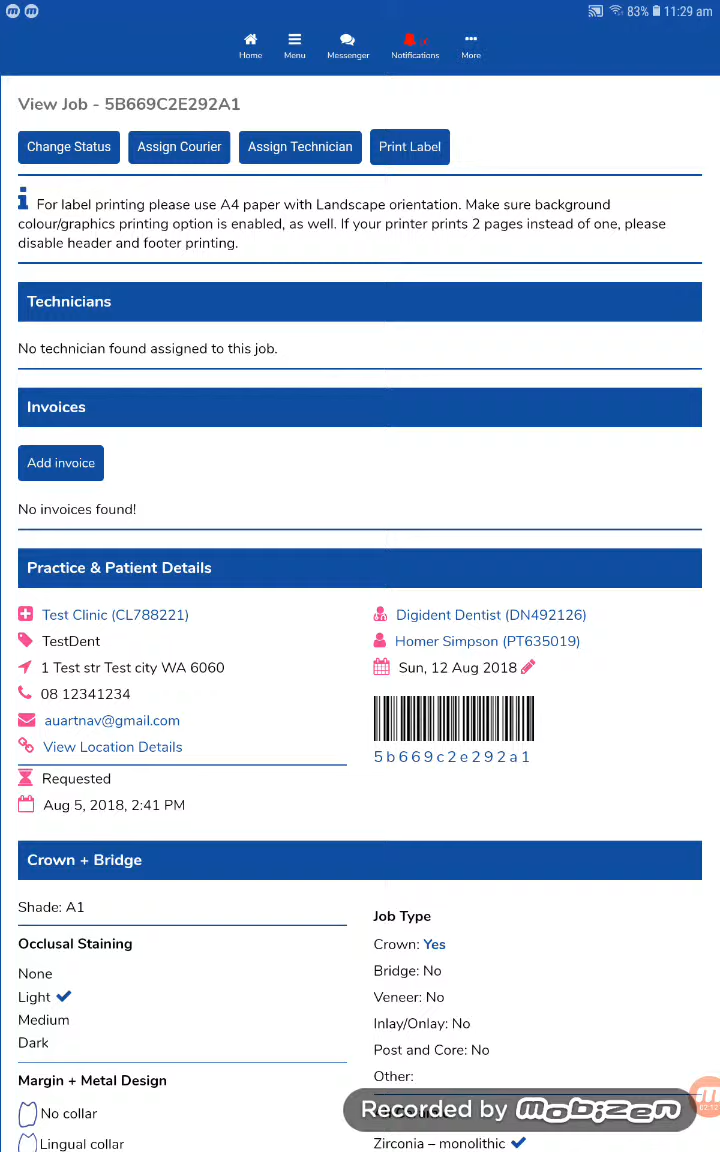 83% 11:29 am
Home Menu Messenger Notifications More
View Job - 5B669C2E292A1
Change Status Assign Courier Assign Technician Print Label
For label printing please use A4 paper with Landscape orientation. Make sure background
colour/graphics printing option is enabled, as well. If your printer prints 2 pages instead of one, please
disable header and footer printing.
Technicians
No technician found assigned to this job.
Invoices
Add invoice
No invoices found!
Practice & Patient Details
Test Clinic (CL788221)
TestDent
1 Test str Test city WA 6060
08 12341234
auartnav@gmail.com
View Location Details
Requested
Aug 5, 2018, 2:41 PM
Digident Dentist (DN492126)
Homer Simpson (PT635019)
Sun, 12 Aug 2018
5b669c2e292a1
Crown + Bridge
Shade: A1
Occlusal Staining
None
Light
Medium
Dark
Margin + Metal Design
No collar
Lingual collar
Job Type
Crown: Yes
Bridge: No
Veneer: No
Inlay/Onlay: No
Post and Core: No
Other:
Zirconia – monolithic
Recorded by mobizen
02:12